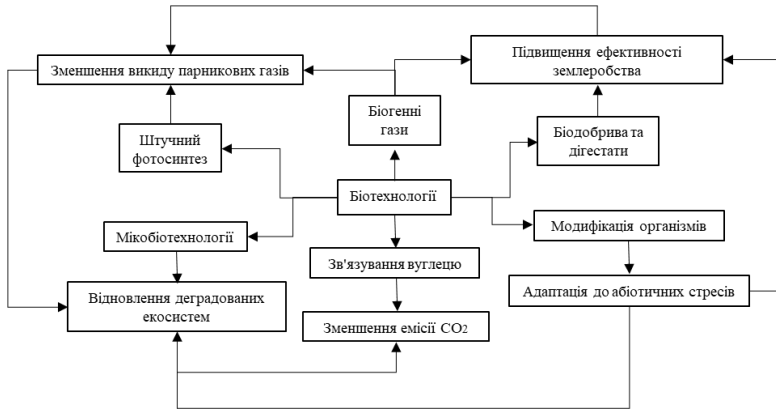 Підвищення ефективності
землеробства
Зменшення викиду парникових газів
Біогенні
гази
Штучний
фотосинтез
Біодобрива та
дігестати
Біотехнології
Мікобіотехнології
Модифікація організмів
Зв'язування вуглецю
Відновлення деградованих
екосистем
Адаптація до абіотичних стресів
Зменшення емісії CO2